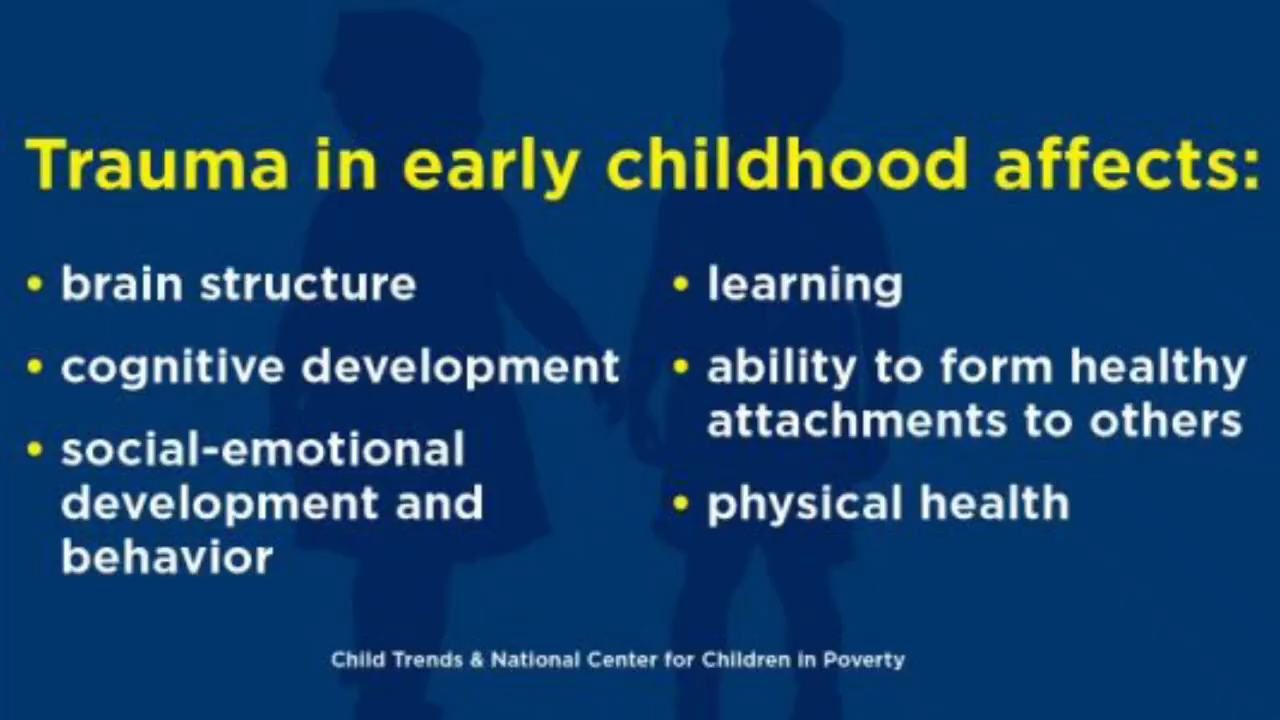 Trauma in early childhood affects:
• brain structure
• cognitive development
• social-emotional
development and
behavior
• learning
• ability to form healthy
attachments to others
• physical health
Child Trends & National Center for Children in Poverty